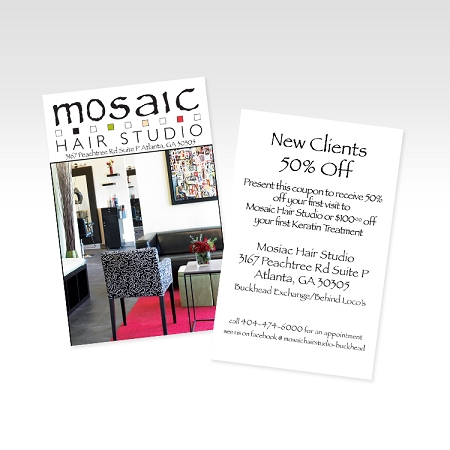 mosaic
HAIR STUDIO
3167 Peachtree Rd Suite P Atlanta, GA 30305
New Clients
50% Off
Present this coupon to receive 50%
off your first visit to
Mosaic Hair Studio or $100.00 off
your first Keratin Treatment
Mosiac Hair Studio
3167 Peachtree Rd Suite P
Atlanta, GA 30305
Buckhead Exchange/Behind Loco's
call 404-474-6000 for an appointment
see us on facebook @ mosaichairstudio-buckhead